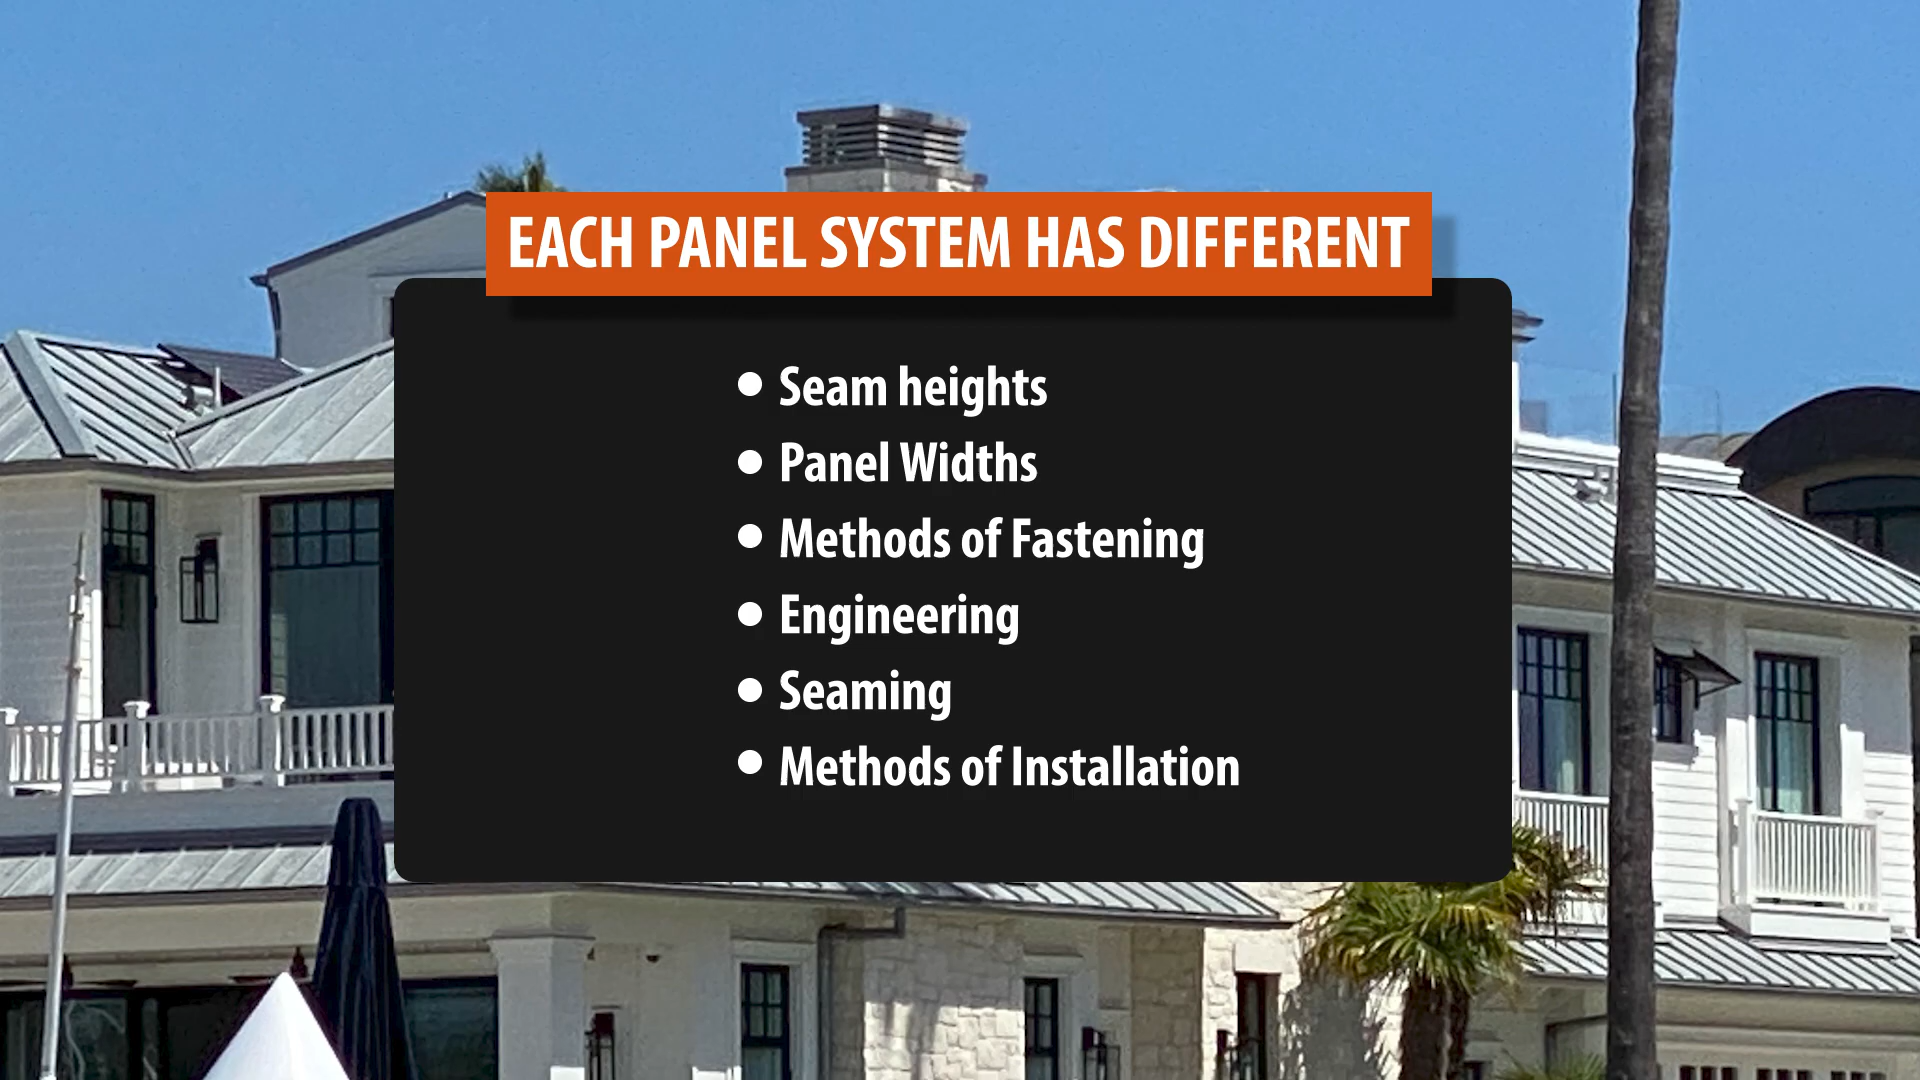 EACH PANEL SYSTEM HAS DIFFERENT
Seam heights
Panel Widths
Methods of Fastening
Engineering
Seaming
Methods of Installation